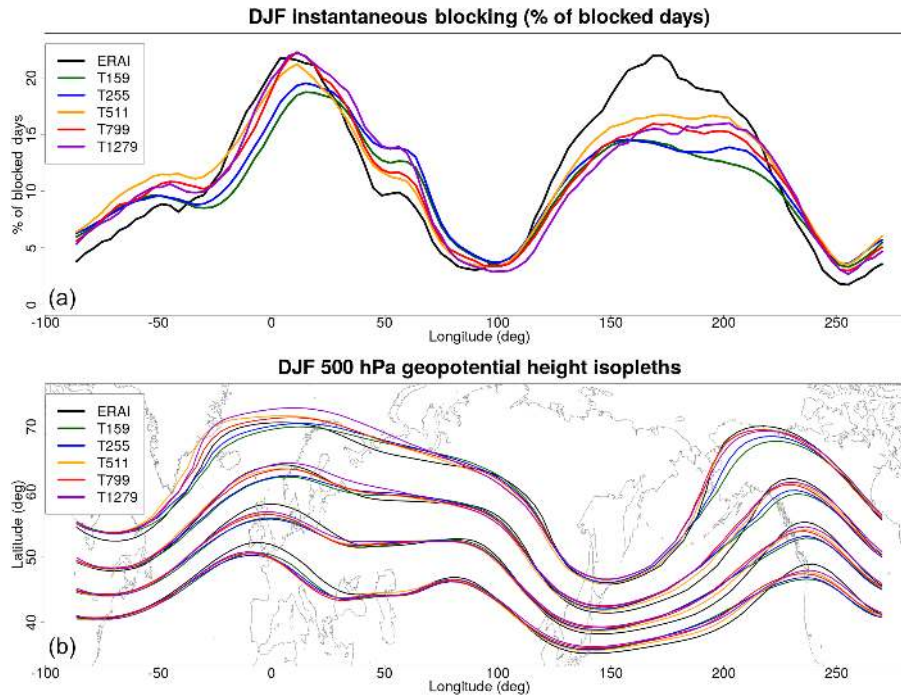 DJF Instantaneous blocking (% of blocked days)
ERAI
T159
T255
T511
T799
T1279
% of blocked days
20
15
10
5
0
(a)
-100 -50 0 50 100 150 200 250
Longitude (deg)
DJF 500 hPa geopotential height isopleths
ERAI
T159
T255
T511
T799
T1279
Latitude (deg)
70
60
50
40
(b)
-100 -50 0 50 100 150 200 250
Longitude (deg)